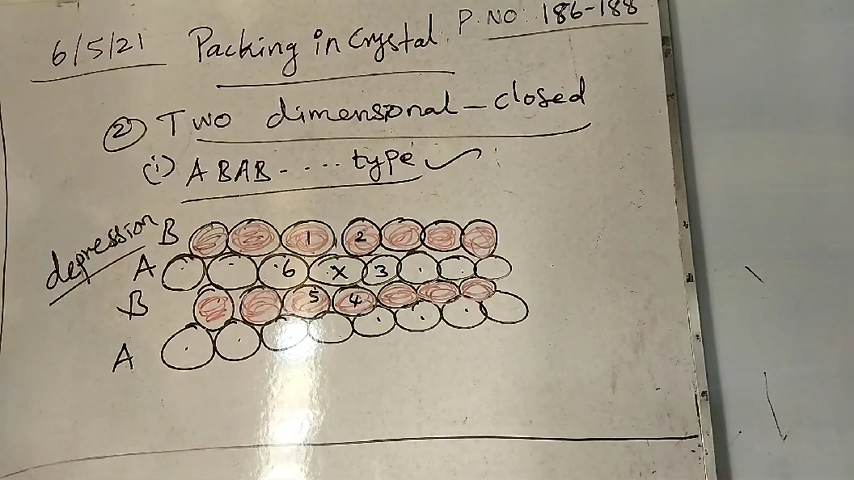 6/5/21 Packing in Crystal P.NO: 186-188
② Two dimensional - closed
(i) ABAB - - - - type
depression
B 1 2
A 6 X 3
B 5 4
A